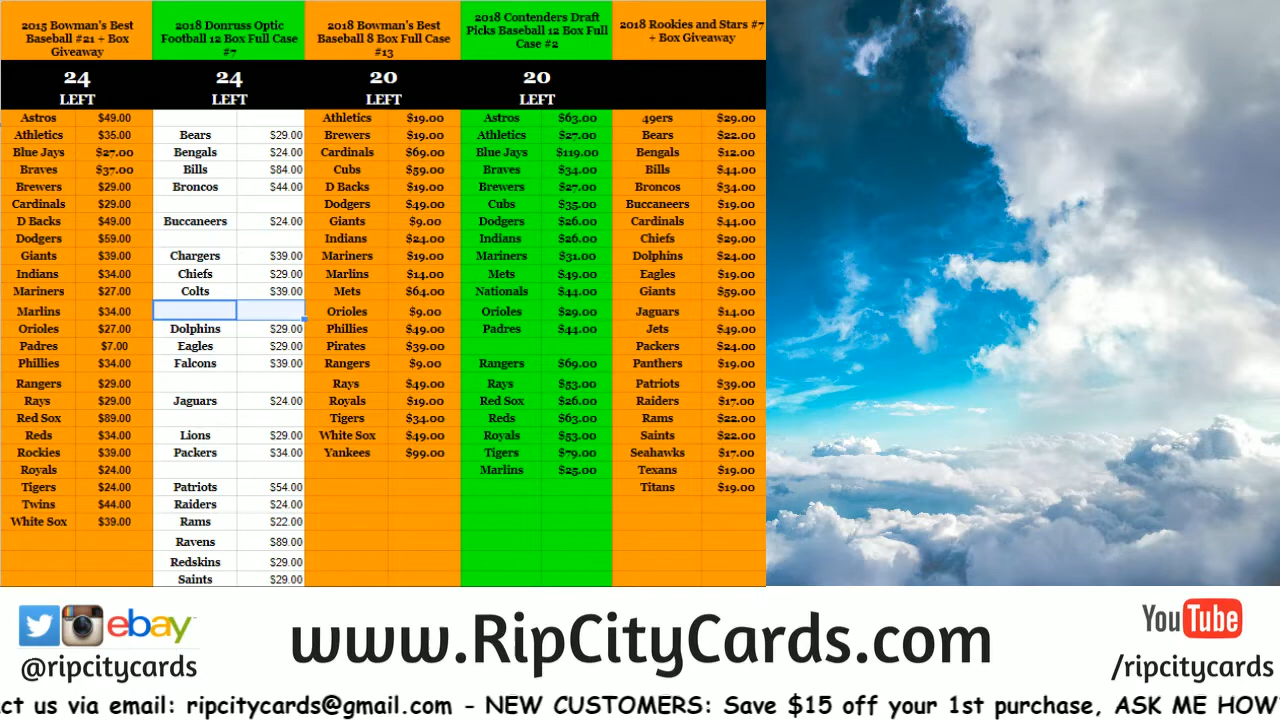 2015 Bowman's Best Baseball #21 + Box Giveaway
24
LEFT
Astros $49.00
Athletics $35.00
Blue Jays $27.00
Braves $37.00
Brewers $29.00
Cardinals $29.00
D Backs $49.00
Dodgers $59.00
Giants $39.00
Indians $34.00
Mariners $27.00
Marlins $34.00
Orioles $27.00
Padres $7.00
Phillies $34.00
Rangers $29.00
Rays $29.00
Red Sox $89.00
Reds $34.00
Rockies $39.00
Royals $24.00
Tigers $24.00
Twins $44.00
White Sox $39.00
2018 Donruss Optic Football 12 Box Full Case #7
24
LEFT
Bears $29.00
Bengals $24.00
Bills $84.00
Broncos $44.00
Buccaneers $24.00
Chargers $39.00
Chiefs $29.00
Colts $39.00
Dolphins $29.00
Eagles $29.00
Falcons $39.00
Jaguars $24.00
Lions $29.00
Packers $34.00
Patriots $54.00
Raiders $24.00
Rams $22.00
Ravens $89.00
Redskins $29.00
Saints $29.00
2018 Bowman's Best Baseball 8 Box Full Case #13
20
LEFT
Athletics $19.00
Brewers $19.00
Cardinals $69.00
Cubs $59.00
D Backs $19.00
Dodgers $49.00
Giants $9.00
Indians $24.00
Mariners $19.00
Marlins $14.00
Mets $64.00
Orioles $9.00
Phillies $49.00
Pirates $39.00
Rangers $9.00
Rays $49.00
Royals $19.00
Tigers $34.00
White Sox $49.00
Yankees $99.00
2018 Contenders Draft Picks Baseball 12 Box Full Case #2
20
LEFT
Astros $63.00
Athletics $27.00
Blue Jays $119.00
Braves $34.00
Brewers $27.00
Cubs $35.00
Dodgers $26.00
Indians $26.00
Mariners $31.00
Mets $49.00
Nationals $44.00
Orioles $29.00
Padres $44.00
Rangers $69.00
Rays $53.00
Red Sox $26.00
Reds $63.00
Royals $53.00
Tigers $79.00
Marlins $25.00
2018 Rookies and Stars #7 + Box Giveaway
49ers $29.00
Bears $22.00
Bengals $12.00
Bills $44.00
Broncos $34.00
Buccaneers $19.00
Cardinals $44.00
Chiefs $29.00
Dolphins $24.00
Eagles $19.00
Giants $59.00
Jaguars $14.00
Jets $49.00
Packers $24.00
Panthers $19.00
Patriots $39.00
Raiders $17.00
Rams $22.00
Saints $22.00
Seahawks $17.00
Texans $19.00
Titans $19.00
ebay
@ripcitycards
www.RipCityCards.com
YouTube
/ripcitycards
ct us via email: ripcitycards@gmail.com - NEW CUSTOMERS: Save $15 off your 1st purchase, ASK ME HOW